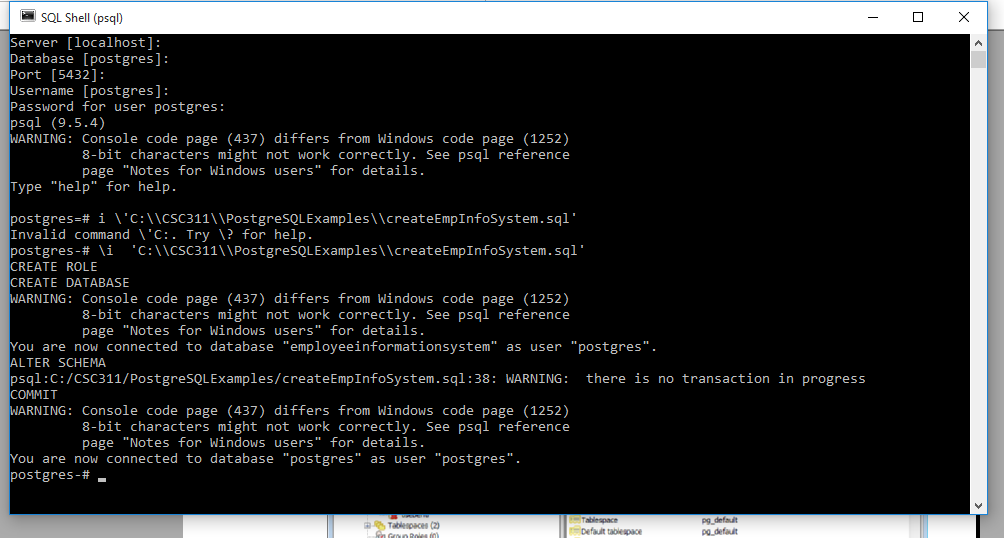 SQL Shell (psql)
Server [localhost]:
Database [postgres]:
Port [5432]:
Username [postgres]:
Password for user postgres:
psql (9.5.4)
WARNING: Console code page (437) differs from Windows code page (1252)
         8-bit characters might not work correctly. See psql reference
         page "Notes for Windows users" for details.
Type "help" for help.

postgres=# i \'C:\\CSC311\\PostgreSQLExamples\\createEmpInfoSystem.sql'
Invalid command \'C:. Try \? for help.
postgres-# \i  'C:\\CSC311\\PostgreSQLExamples\\createEmpInfoSystem.sql'
CREATE ROLE
CREATE DATABASE
WARNING: Console code page (437) differs from Windows code page (1252)
         8-bit characters might not work correctly. See psql reference
         page "Notes for Windows users" for details.
You are now connected to database "employeeinformationsystem" as user "postgres".
ALTER SCHEMA
psql:C:/CSC311/PostgreSQLExamples/createEmpInfoSystem.sql:38: WARNING:  there is no transaction in progress
COMMIT
WARNING: Console code page (437) differs from Windows code page (1252)
         8-bit characters might not work correctly. See psql reference
         page "Notes for Windows users" for details.
You are now connected to database "postgres" as user "postgres".
postgres-#
Tablespaces (2)
Tablespace pg_default
Group Roles (0)
Default tablespace pg_default